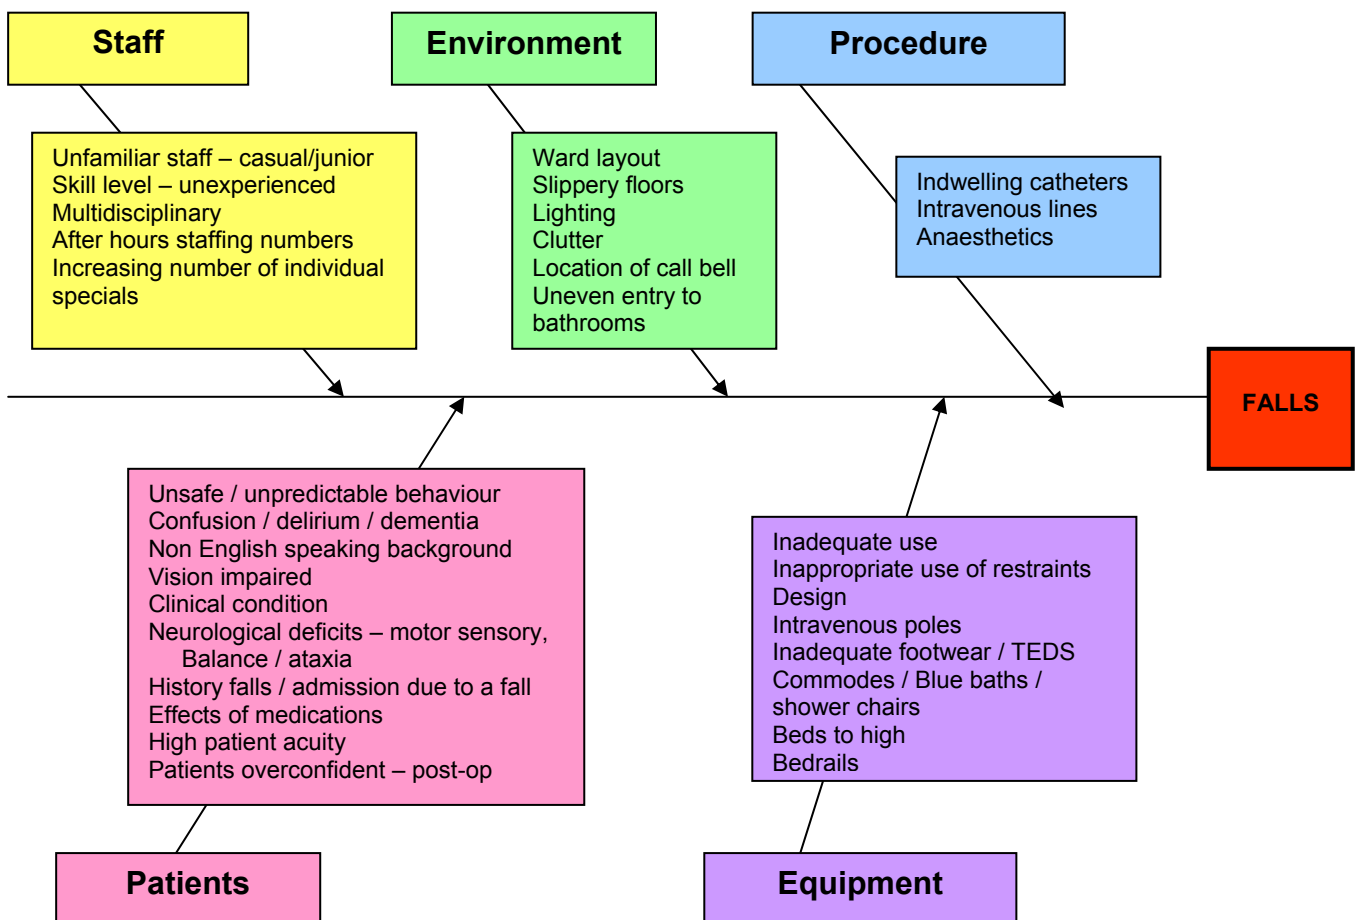 Staff
Environment
Procedure
Unfamiliar staff – casual/junior
Skill level – unexperienced
Multidisciplinary
After hours staffing numbers
Increasing number of individual
specials
Ward layout
Slippery floors
Lighting
Clutter
Location of call bell
Uneven entry to
bathrooms
Indwelling catheters
Intravenous lines
Anaesthetics
FALLS
Unsafe / unpredictable behaviour
Confusion / delirium / dementia
Non English speaking background
Vision impaired
Clinical condition
Neurological deficits – motor sensory,
Balance / ataxia
History falls / admission due to a fall
Effects of medications
High patient acuity
Patients overconfident – post-op
Inadequate use
Inappropriate use of restraints
Design
Intravenous poles
Inadequate footwear / TEDS
Commodes / Blue baths /
shower chairs
Beds to high
Bedrails
Patients
Equipment